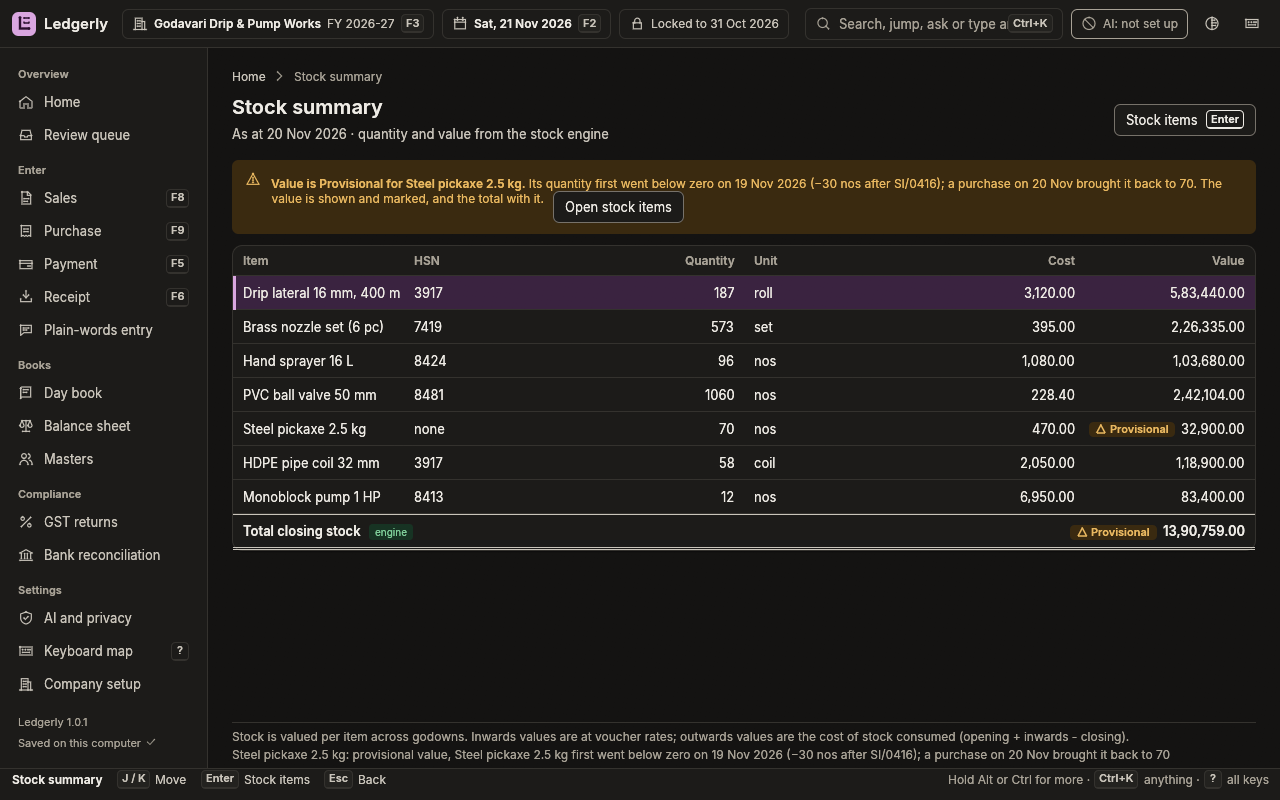 Ledgerly
Godavari Drip & Pump Works FY 2026-27 F3
Sat, 21 Nov 2026 F2
Locked to 31 Oct 2026
Search, jump, ask or type a Ctrl+K
AI: not set up
Overview
Home
Review queue
Enter
Sales F8
Purchase F9
Payment F5
Receipt F6
Plain-words entry
Books
Day book
Balance sheet
Masters
Compliance
GST returns
Bank reconciliation
Settings
AI and privacy
Keyboard map ?
Company setup
Ledgerly 1.0.1
Saved on this computer
Home > Stock summary
Stock summary
As at 20 Nov 2026 · quantity and value from the stock engine
Stock items Enter
Value is Provisional for Steel pickaxe 2.5 kg. Its quantity first went below zero on 19 Nov 2026 (−30 nos after SI/0416); a purchase on 20 Nov brought it back to 70. The
value is shown and marked, and the total with it. Open stock items
Item HSN Quantity Unit Cost Value
Drip lateral 16 mm, 400 m 3917 187 roll 3,120.00 5,83,440.00
Brass nozzle set (6 pc) 7419 573 set 395.00 2,26,335.00
Hand sprayer 16 L 8424 96 nos 1,080.00 1,03,680.00
PVC ball valve 50 mm 8481 1060 nos 228.40 2,42,104.00
Steel pickaxe 2.5 kg none 70 nos 470.00 Provisional 32,900.00
HDPE pipe coil 32 mm 3917 58 coil 2,050.00 1,18,900.00
Monoblock pump 1 HP 8413 12 nos 6,950.00 83,400.00
Total closing stock engine Provisional 13,90,759.00
Stock is valued per item across godowns. Inwards values are at voucher rates; outwards values are the cost of stock consumed (opening + inwards - closing).
Steel pickaxe 2.5 kg: provisional value, Steel pickaxe 2.5 kg first went below zero on 19 Nov 2026 (−30 nos after SI/0416); a purchase on 20 Nov brought it back to 70
Stock summary J / K Move Enter Stock items Esc Back
Hold Alt or Ctrl for more · Ctrl+K anything · ? all keys